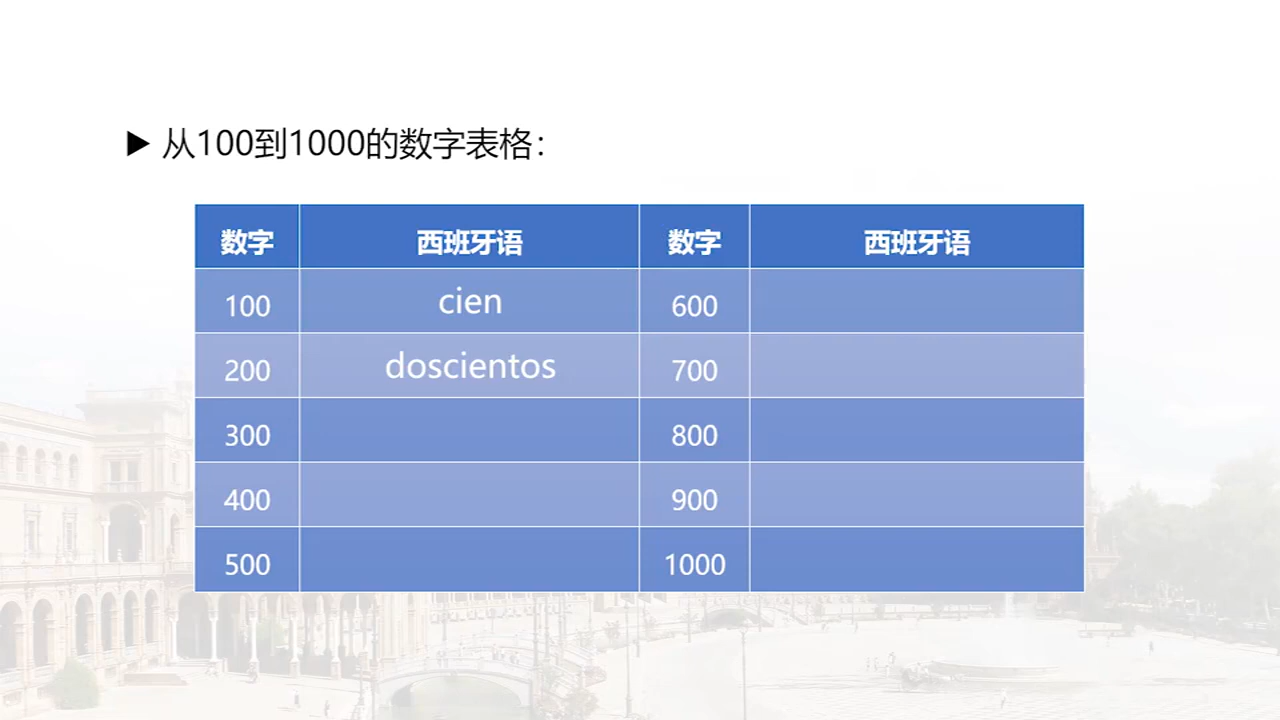 ▶ 从100到1000的数字表格：
数字 西班牙语 数字 西班牙语
100 cien 600
200 doscientos 700
300 800
400 900
500 1000